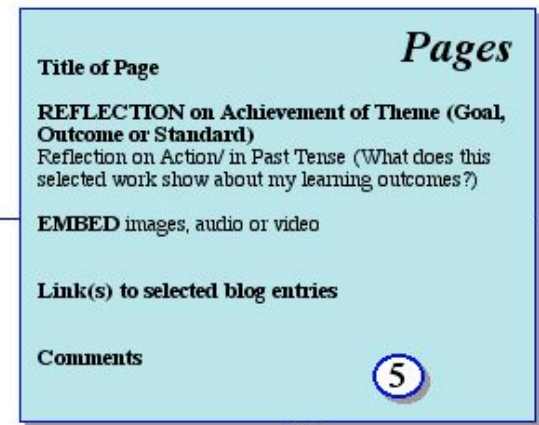 Pages
Title of Page
REFLECTION on Achievement of Theme (Goal,
Outcome or Standard)
Reflection on Action/ in Past Tense (What does this
selected work show about my learning outcomes?)
EMBED images, audio or video
Link(s) to selected blog entries
Comments
5